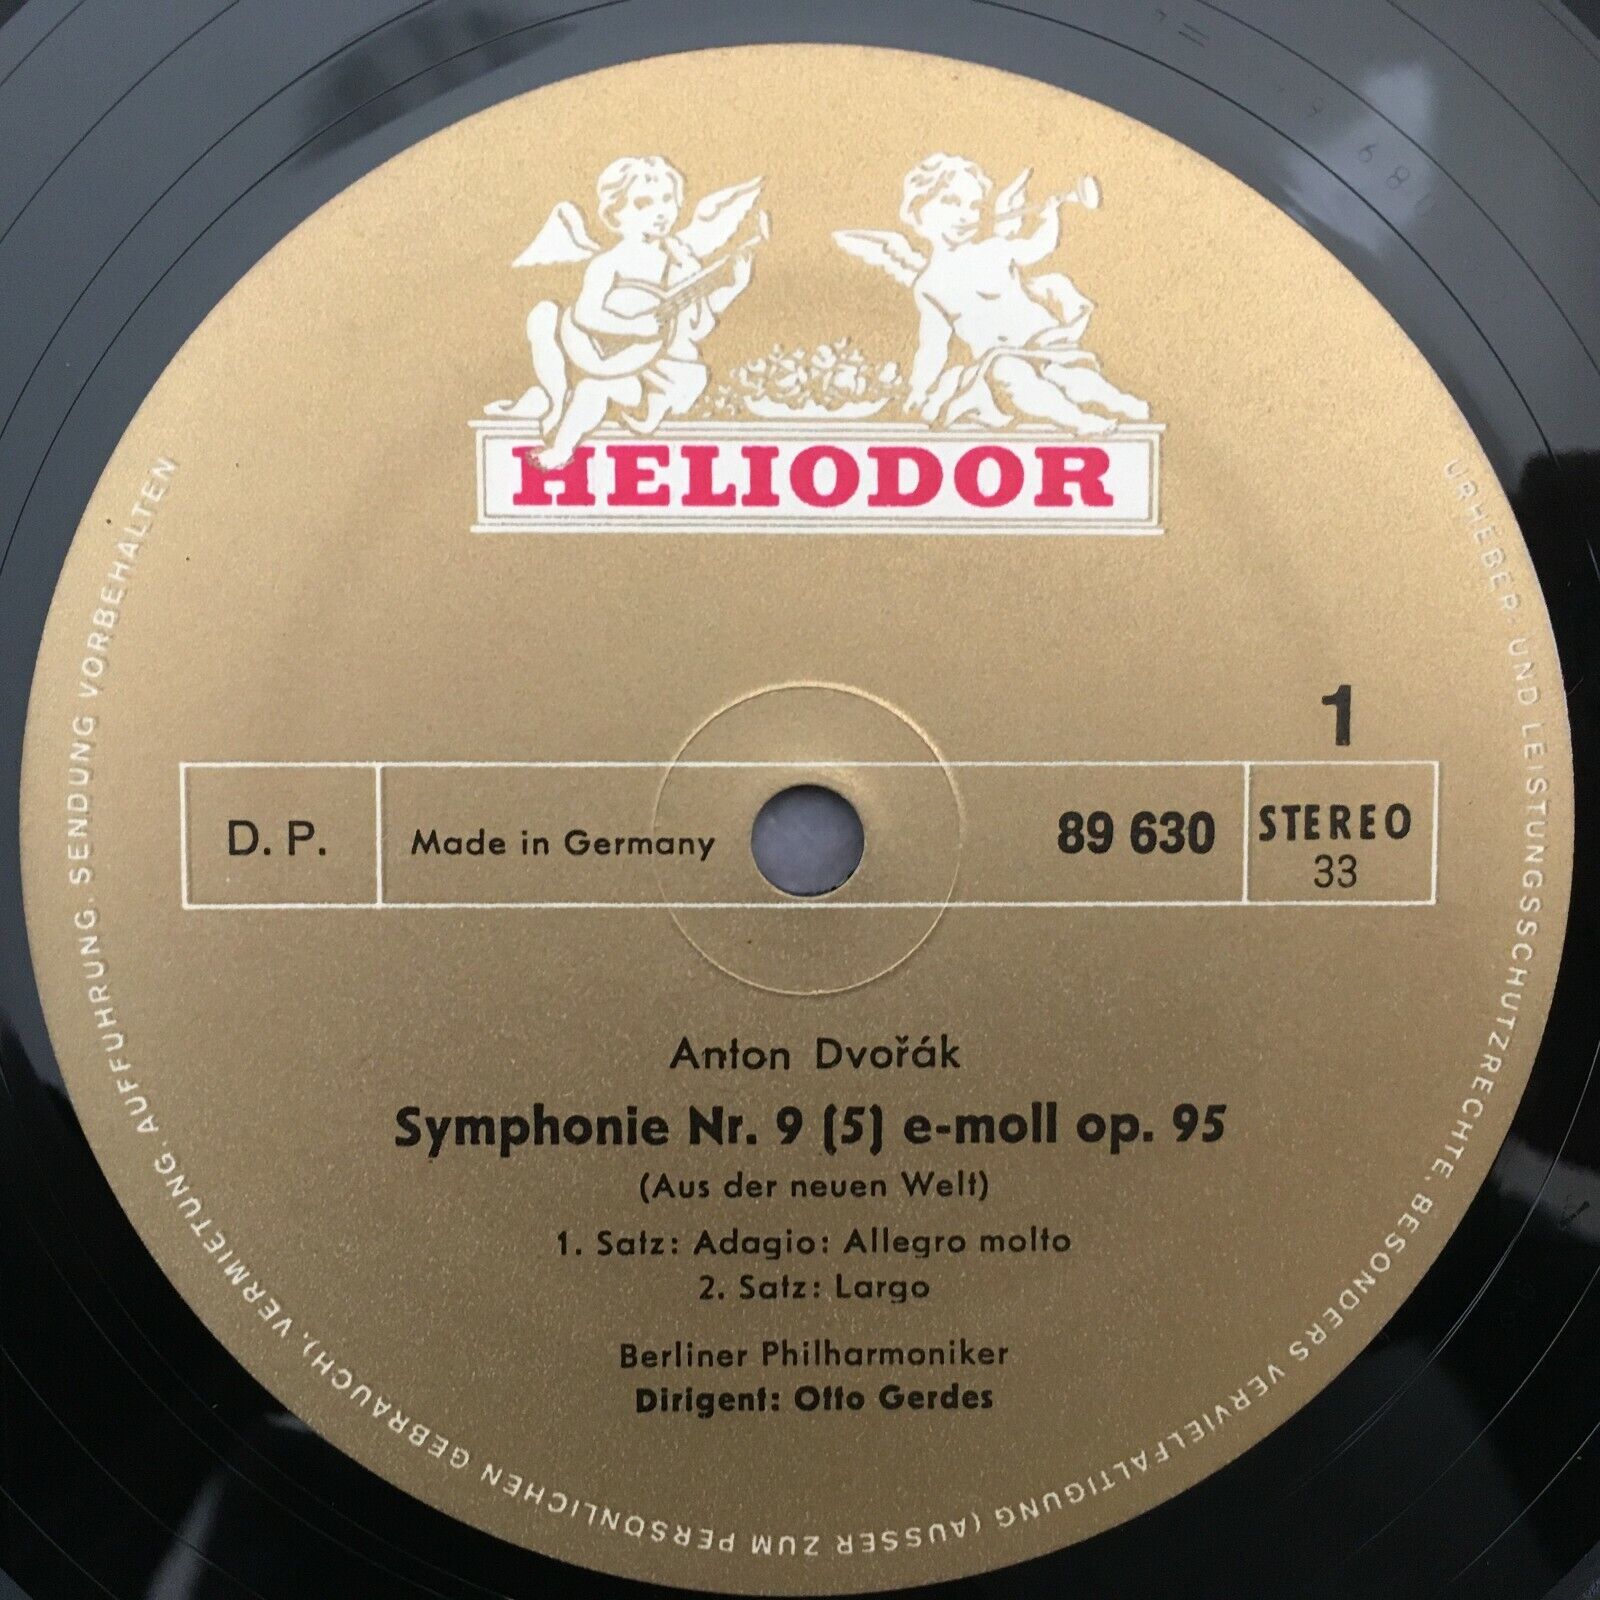 HELIODOR
1
D. P.
Made in Germany
89 630
STEREO
33
Anton Dvořák
Symphonie Nr. 9 (5) e-moll op. 95
(Aus der neuen Welt)
1. Satz: Adagio: Allegro molto
2. Satz: Largo
Berliner Philharmoniker
Dirigent: Otto Gerdes
URHEBER- UND LEISTUNGSSCHUTZRECHTE, BESONDERS VERVIELFÄLTIGUNG (AUSSER ZUM PERSÖNLICHEN GEBRAUCH), VERMIETUNG, AUFFÜHRUNG, SENDUNG VORBEHALTEN